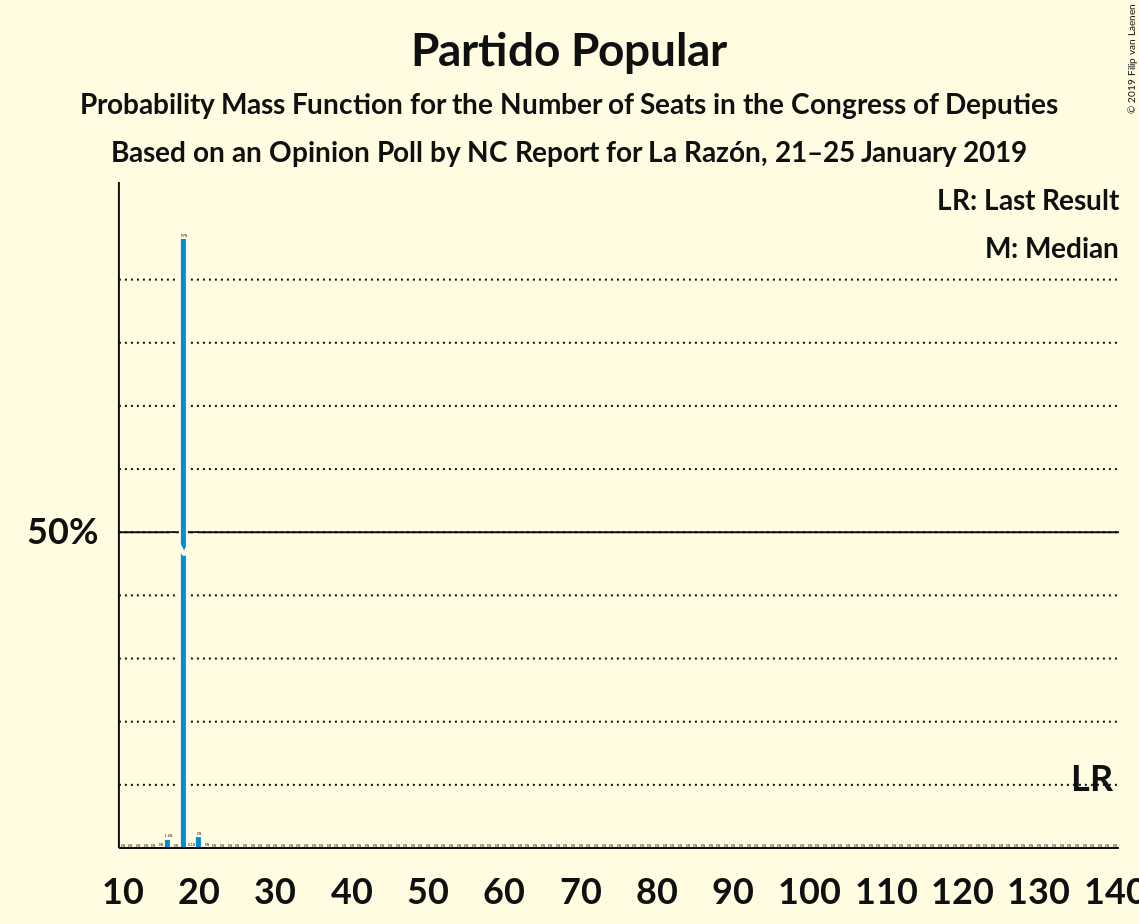 Partido Popular
Probability Mass Function for the Number of Seats in the Congress of Deputies
Based on an Opinion Poll by NC Report for La Razón, 21–25 January 2019
© 2019 Filip van Laenen
LR: Last Result
M: Median
50%
LR
10 20 30 40 50 60 70 80 90 100 110 120 130 140